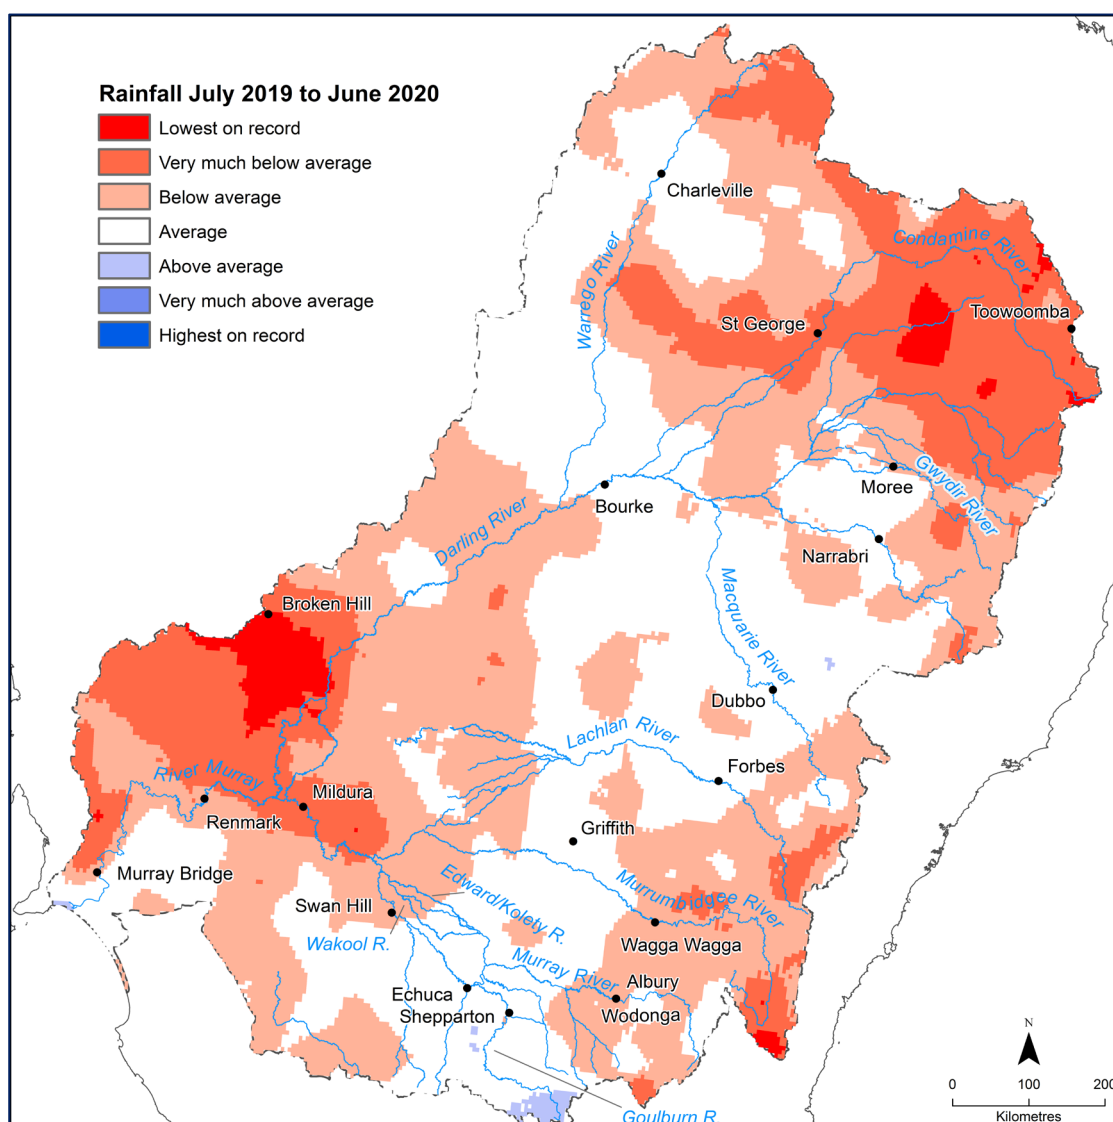 Rainfall July 2019 to June 2020
Lowest on record
Very much below average
Below average
Average
Above average
Very much above average
Highest on record
Charleville
Warrego River
Condamine River
Toowoomba
St George
Gwydir River
Moree
Bourke
Darling River
Narrabri
Macquarie River
Broken Hill
Dubbo
Lachlan River
Forbes
River Murray
Mildura
Renmark
Griffith
Murray Bridge
Edward/Kolety R.
Murrumbidgee River
Swan Hill
Wakool R.
Wagga Wagga
Murray River
Albury
Wodonga
Echuca
Shepparton
Goulburn R.
N
0 100 200
Kilometres